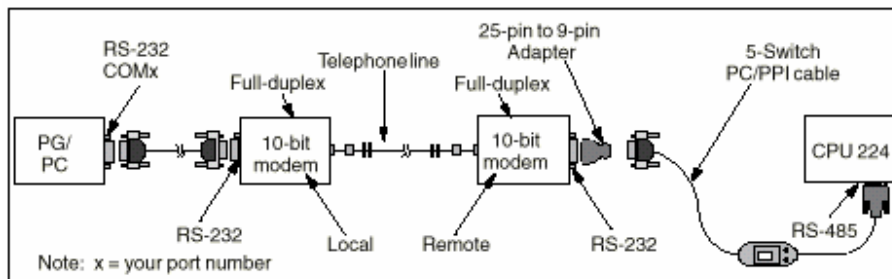 RS-232
COMx
Full-duplex
Telephone line
25-pin to 9-pin
Adapter
Full-duplex
5-Switch
PC/PPI cable
PG/
PC
10-bit
modem
10-bit
modem
CPU 224
RS-232
Local
Remote
RS-232
RS-485
Note: x = your port number